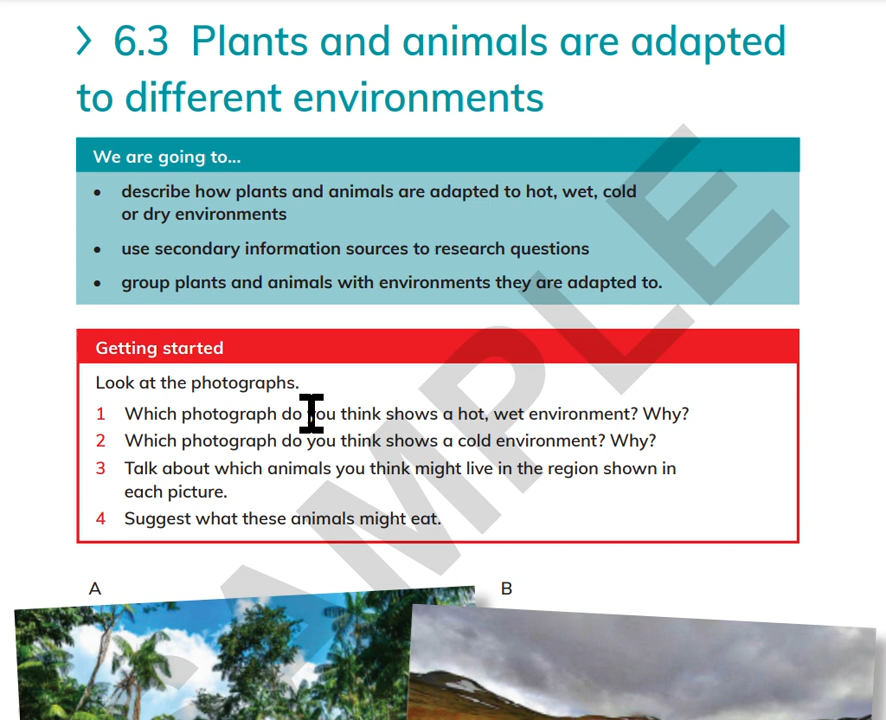 > 6.3 Plants and animals are adapted
to different environments
We are going to...
• describe how plants and animals are adapted to hot, wet, cold
or dry environments
• use secondary information sources to research questions
• group plants and animals with environments they are adapted to.
Getting started
Look at the photographs.
1 Which photograph do you think shows a hot, wet environment? Why?
2 Which photograph do you think shows a cold environment? Why?
3 Talk about which animals you think might live in the region shown in
each picture.
4 Suggest what these animals might eat.
A B
SAMPLE